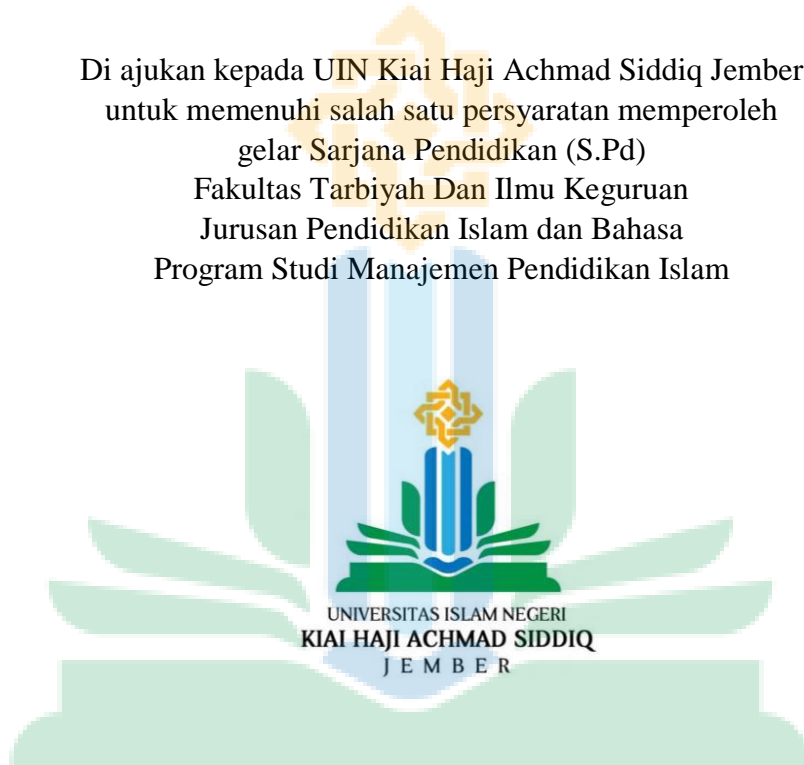 Di ajukan kepada UIN Kiai Haji Achmad Siddiq Jember
untuk memenuhi salah satu persyaratan memperoleh
gelar Sarjana Pendidikan (S.Pd)
Fakultas Tarbiyah Dan Ilmu Keguruan
Jurusan Pendidikan Islam dan Bahasa
Program Studi Manajemen Pendidikan Islam
UNIVERSITAS ISLAM NEGERI
KIAI HAJI ACHMAD SIDDIQ
JEMBER